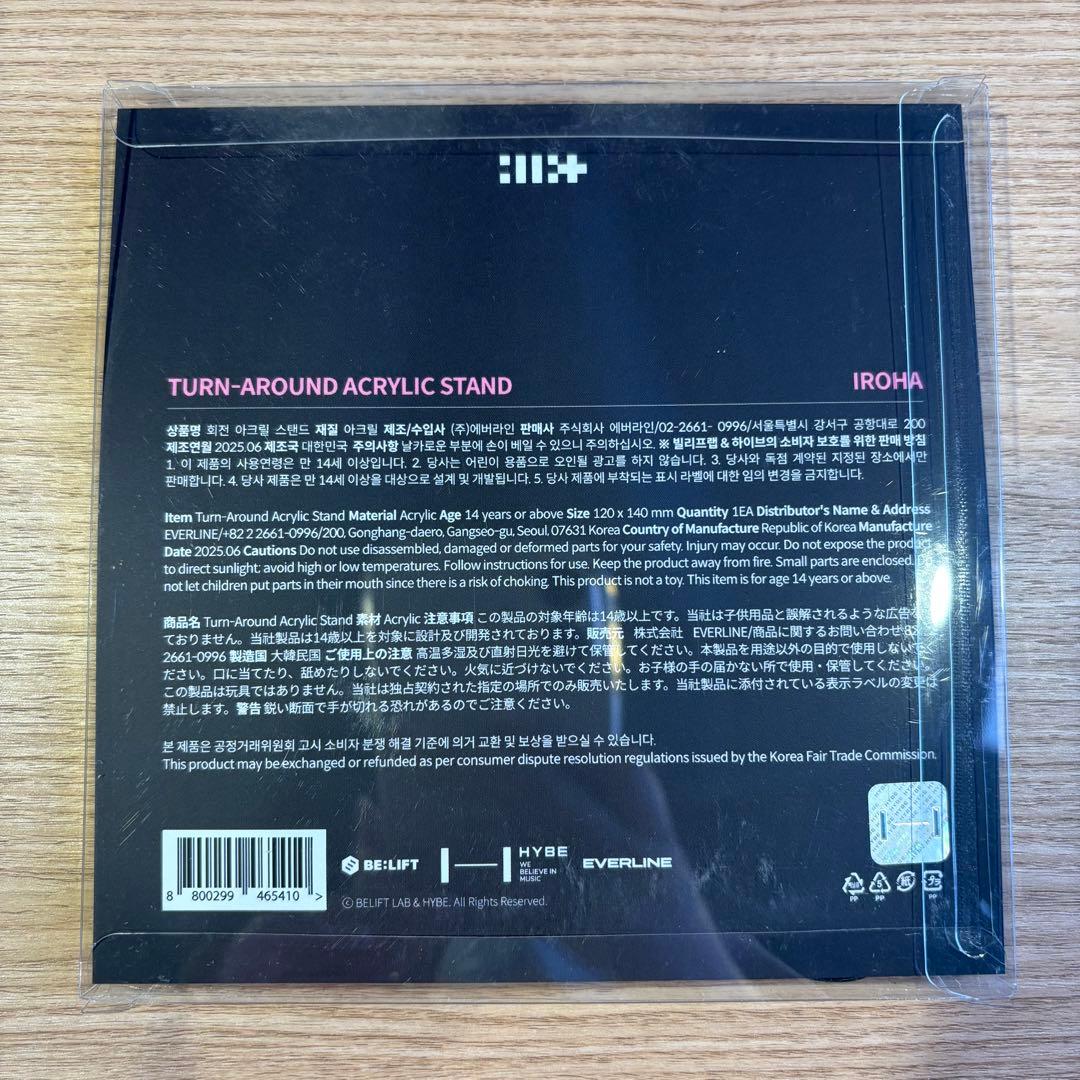 TURN-AROUND ACRYLIC STAND
IROHA
상품명 회전 아크릴 스탠드 재질 아크릴 제조/수입사 (주)에버라인 판매사 주식회사 에버라인/02-2661- 0996/서울특별시 강서구 공항대로 200
제조연월 2025.06 제조국 대한민국 주의사항 날카로운 부분에 손이 베일 수 있으니 주의하십시오. ※ 빌리프랩 & 하이브의 소비자 보호를 위한 판매 방침
1. 이 제품의 사용연령은 만 14세 이상입니다. 2. 당사는 어린이 용품으로 오인될 광고를 하지 않습니다. 3. 당사와 독점 계약된 지정된 장소에서만
판매합니다. 4. 당사 제품은 만 14세 이상을 대상으로 설계 및 개발됩니다. 5. 당사 제품에 부착되는 표시 라벨에 대한 임의 변경을 금지합니다.
Item Turn-Around Acrylic Stand Material Acrylic Age 14 years or above Size 120 x 140 mm Quantity 1EA Distributor's Name & Address
EVERLINE/+82 2 2661-0996/200, Gonghang-daero, Gangseo-gu, Seoul, 07631 Korea Country of Manufacture Republic of Korea Manufacture
Date 2025.06 Cautions Do not use disassembled, damaged or deformed parts for your safety. Injury may occur. Do not expose the product
to direct sunlight; avoid high or low temperatures. Follow instructions for use. Keep the product away from fire. Small parts are enclosed. Do
not let children put parts in their mouth since there is a risk of choking. This product is not a toy. This item is for age 14 years or above.
商品名 Turn-Around Acrylic Stand 素材 Acrylic 注意事項 この製品の対象年齢は14歳以上です。当社は子供用品と誤解されるような広告をし
ておりません。当社製品は14歳以上を対象に設計及び開発されております。販売元 株式会社 EVERLINE/商品に関するお問い合わせ 82-2-
2661-0996 製造国 大韓民国 ご使用上の注意 高温多湿及び直射日光を避けて保管してください。本製品を用途以外の目的で使用しないでく
ださい。口に当てたり、舐めたりしないでください。火気に近づけないでください。お子様の手の届かない所で使用・保管してください。
この製品は玩具ではありません。当社は独占契約された指定の場所でのみ販売いたします。当社製品に添付されている表示ラベルの変更は
禁止します。警告 鋭い断面で手が切れる恐れがあるのでご注意ください。
본 제품은 공정거래위원회 고시 소비자 분쟁 해결 기준에 의거 교환 및 보상을 받으실 수 있습니다.
This product may be exchanged or refunded as per consumer dispute resolution regulations issued by the Korea Fair Trade Commission.
8 800299 465410 >
BE:LIFT
HYBE
WE
BELIEVE IN
MUSIC
EVERLINE
© BELIFT LAB & HYBE. All Rights Reserved.
PP
5
PP
紙
プラ
PP